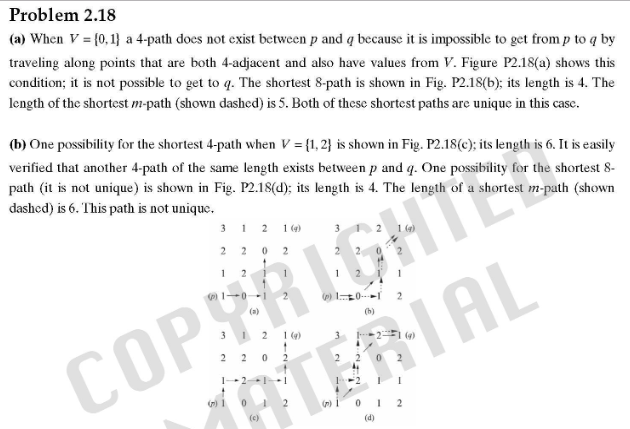 Problem 2.18
(a) When V = {0,1} a 4-path does not exist between p and q because it is impossible to get from p to q by
traveling along points that are both 4-adjacent and also have values from V. Figure P2.18(a) shows this
condition; it is not possible to get to q. The shortest 8-path is shown in Fig. P2.18(b); its length is 4. The
length of the shortest m-path (shown dashed) is 5. Both of these shortest paths are unique in this case.
(b) One possibility for the shortest 4-path when V = {1, 2} is shown in Fig. P2.18(c); its length is 6. It is easily
verified that another 4-path of the same length exists between p and q. One possibility for the shortest 8-
path (it is not unique) is shown in Fig. P2.18(d); its length is 4. The length of a shortest m-path (shown
dashed) is 6. This path is not unique.
3 1 2 1 (q) 3 1 2 1 (q)
2 2 0 2 2 2 0 2
1 2 1 1 1 2 1 1
(p) 1 0 1 2 (p) 1 0 1 2
(a) (b)
3 1 2 1 (q) 3 1 2 1 (q)
2 2 0 2 2 2 0 2
1 2 1 1 1 2 1 1
(p) 1 0 1 2 (p) 1 0 1 2
(c) (d)
COPYRIGHTED
MATERIAL